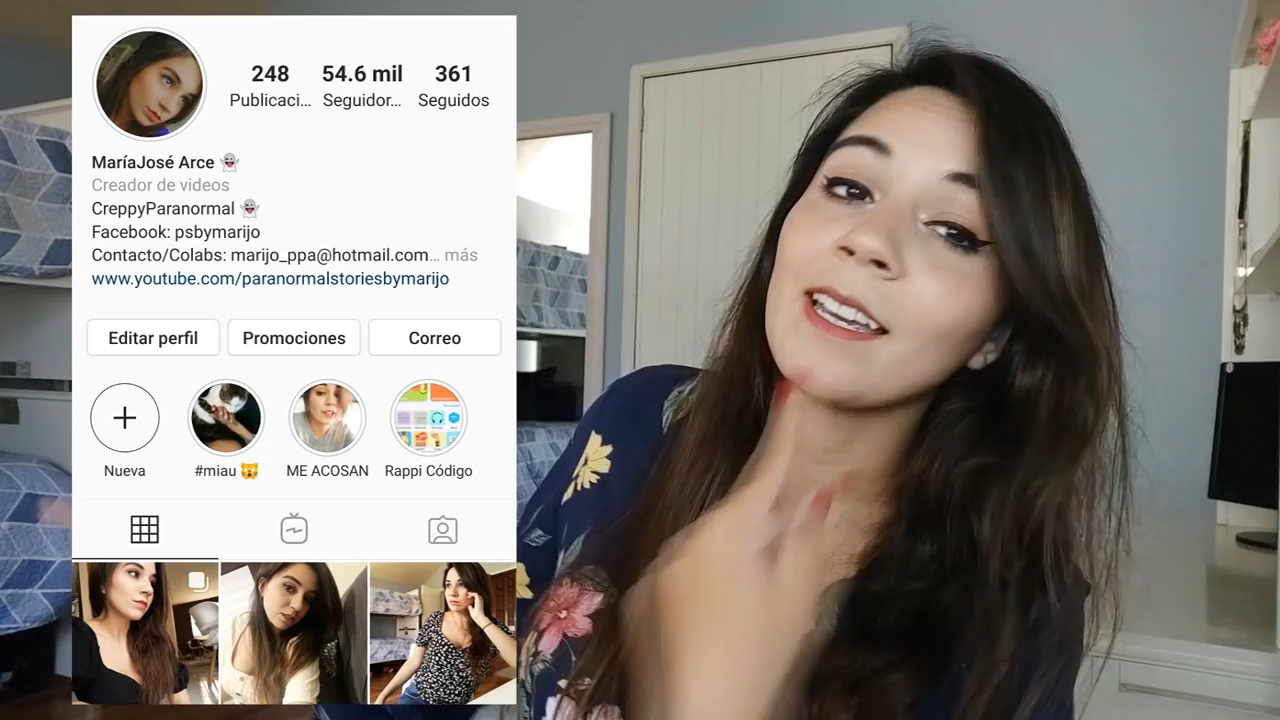 248 54.6 mil 361
Publicaci... Seguidor... Seguidos
MaríaJosé Arce 👻
Creador de videos
CreppyParanormal 👻
Facebook: psbymarijo
Contacto/Colabs: marijo_ppa@hotmail.com... más
www.youtube.com/paranormalstoriesbymarijo
Editar perfil Promociones Correo
Nueva #miau 🙀 ME ACOSAN Rappi Código